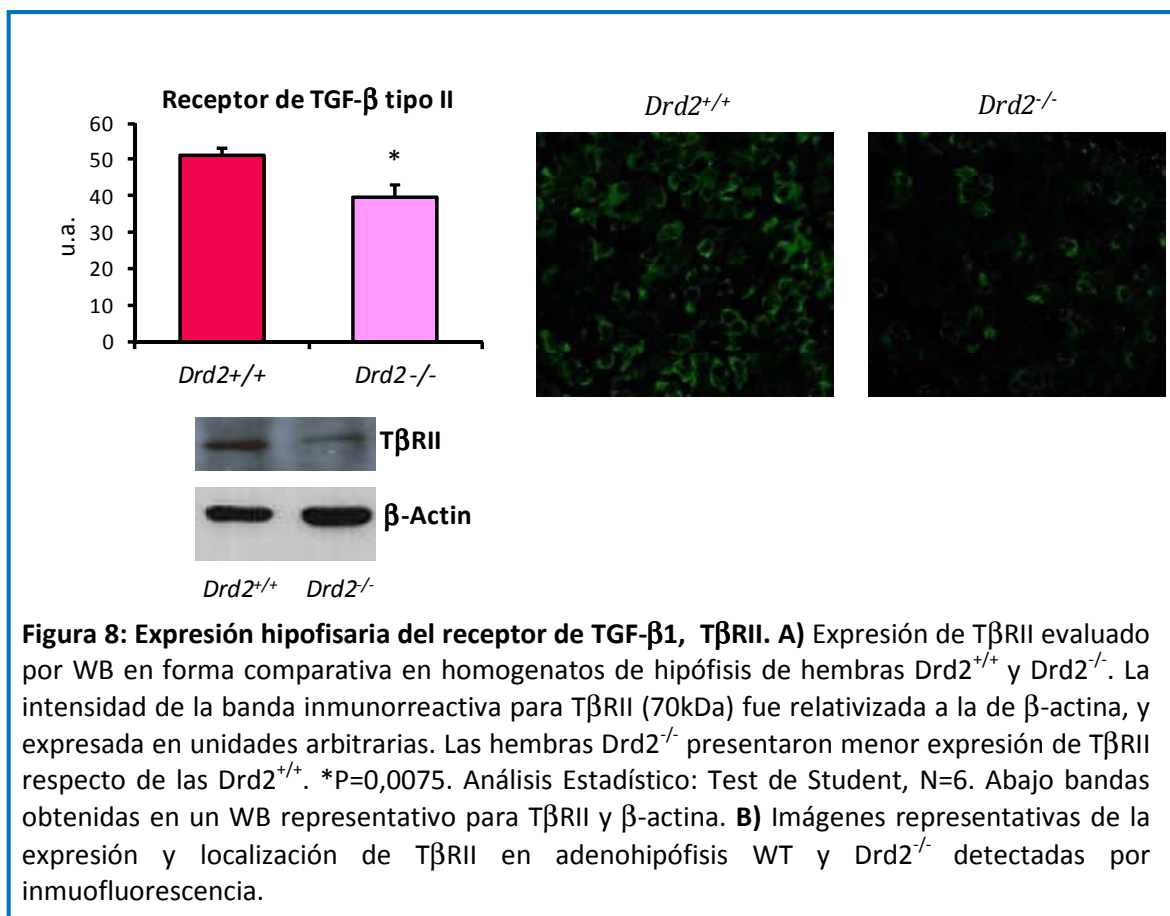 Receptor de TGF-β tipo II
60
50
40
30
20
10
0
u.a.
*
Drd2+/+ Drd2 -/-
Drd2+/+ Drd2-/-
TβRII
β-Actin
Drd2+/+ Drd2-/-
Figura 8: Expresión hipofisaria del receptor de TGF-β1, TβRII. A) Expresión de TβRII evaluado
por WB en forma comparativa en homogenatos de hipófisis de hembras Drd2+/+ y Drd2-/-. La
intensidad de la banda inmunorreactiva para TβRII (70kDa) fue relativizada a la de β-actina, y
expresada en unidades arbitrarias. Las hembras Drd2-/- presentaron menor expresión de TβRII
respecto de las Drd2+/+. *P=0,0075. Análisis Estadístico: Test de Student, N=6. Abajo bandas
obtenidas en un WB representativo para TβRII y β-actina. B) Imágenes representativas de la
expresión y localización de TβRII en adenohipófisis WT y Drd2-/- detectadas por
inmuofluorescencia.